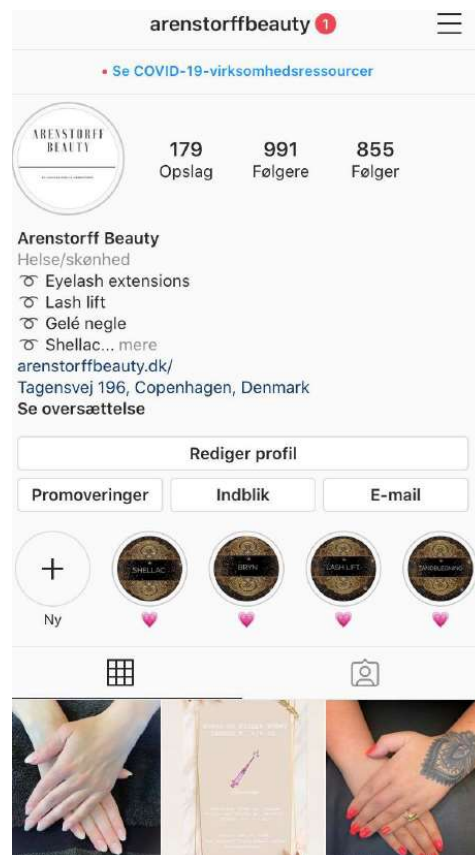 arenstorffbeauty 1
• Se COVID-19-virksomhedsressourcer
ARENSTORFF
BEAUTY
179 991 855
Opslag Følgere Følger
Arenstorff Beauty
Helse/skønhed
➰ Eyelash extensions
➰ Lash lift
➰ Gelé negle
➰ Shellac... mere
arenstorffbeauty.dk/
Tagensvej 196, Copenhagen, Denmark
Se oversættelse
Rediger profil
Promoveringer Indblik E-mail
SHELLAC BRYN LASH LIFT
Ny